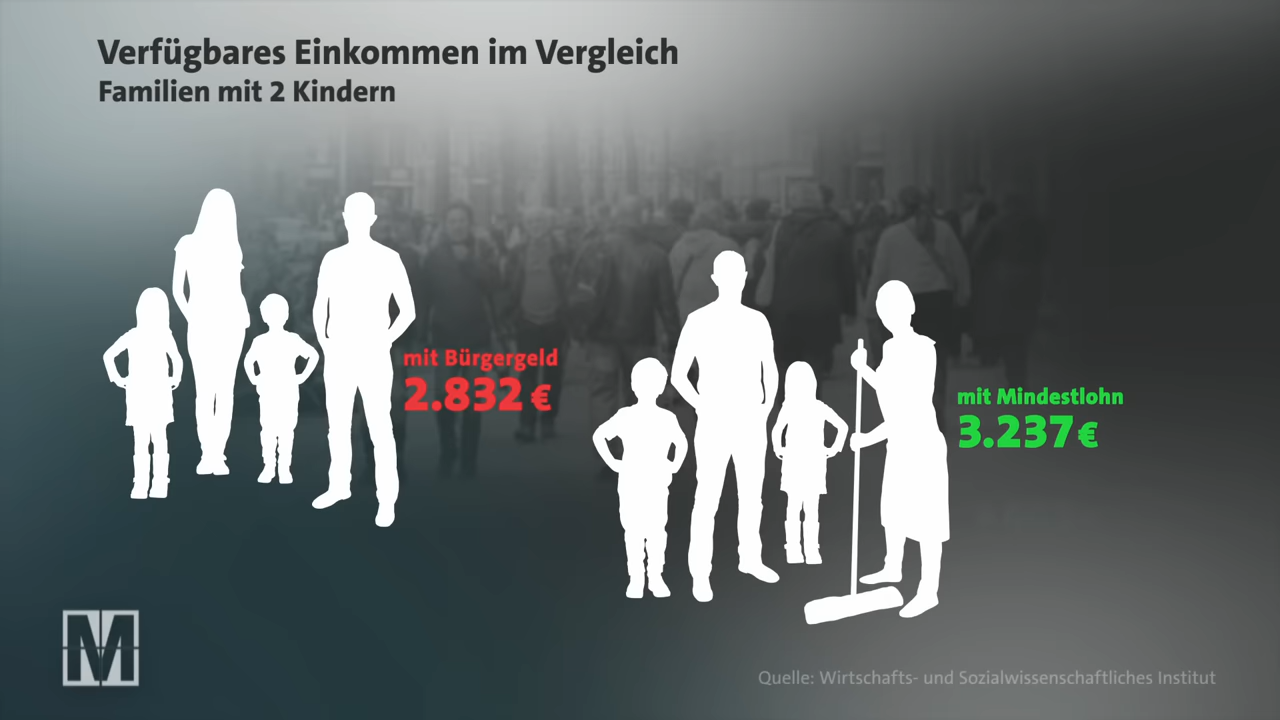 Verfügbares Einkommen im Vergleich
Familien mit 2 Kindern
mit Bürgergeld
2.832 €
mit Mindestlohn
3.237 €
M
Quelle: Wirtschafts- und Sozialwissenschaftliches Institut